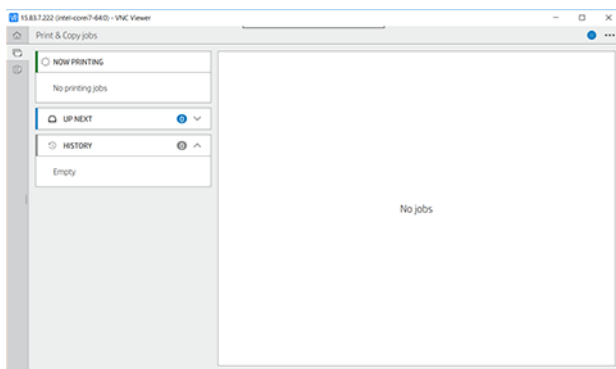 15.83.7.222 (intel-corei7-64:0) - VNC Viewer
Print & Copy jobs
NOW PRINTING
No printing jobs
UP NEXT 0
HISTORY 0
Empty
No jobs